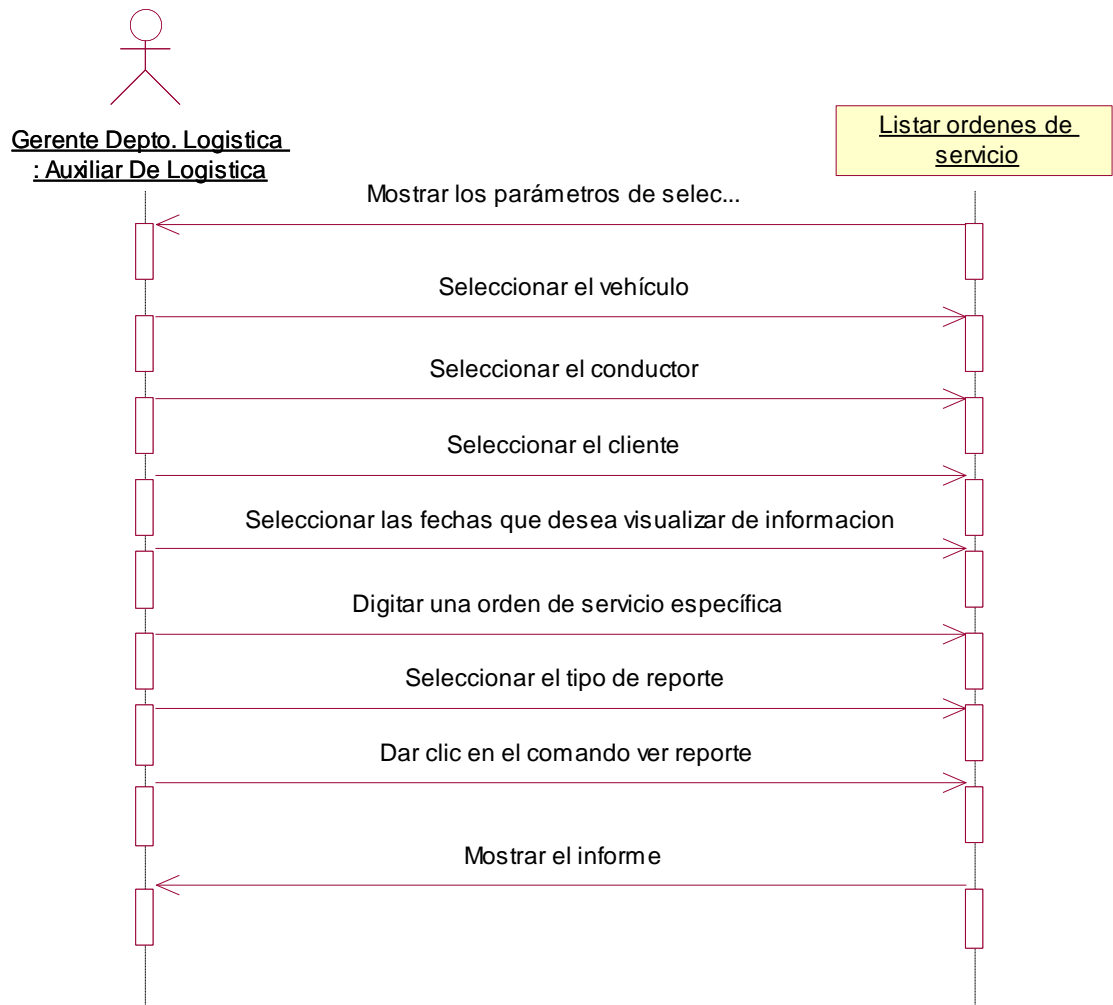 Gerente Depto. Logistica
: Auxiliar De Logistica
Listar ordenes de
servicio
Mostrar los parámetros de selec...
Seleccionar el vehículo
Seleccionar el conductor
Seleccionar el cliente
Seleccionar las fechas que desea visualizar de informacion
Digitar una orden de servicio específica
Seleccionar el tipo de reporte
Dar clic en el comando ver reporte
Mostrar el informe